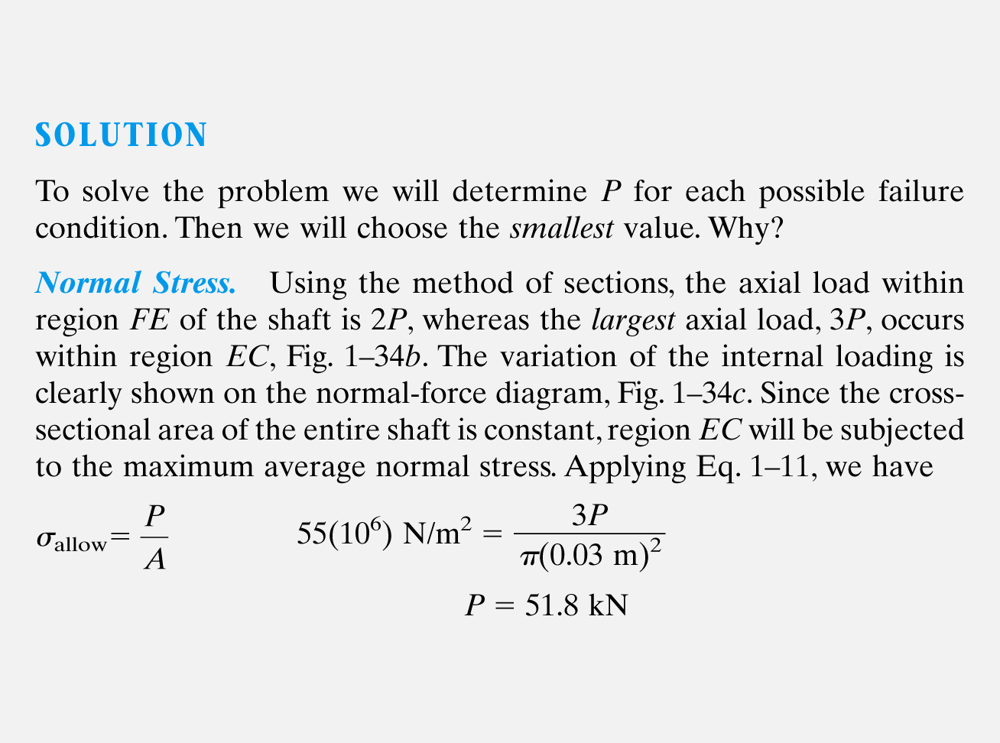 SOLUTION
To solve the problem we will determine P for each possible failure
condition. Then we will choose the smallest value. Why?
Normal Stress. Using the method of sections, the axial load within
region FE of the shaft is 2P, whereas the largest axial load, 3P, occurs
within region EC, Fig. 1–34b. The variation of the internal loading is
clearly shown on the normal-force diagram, Fig. 1–34c. Since the cross-
sectional area of the entire shaft is constant, region EC will be subjected
to the maximum average normal stress. Applying Eq. 1–11, we have
σ_allow = P/A    55(10⁶) N/m² = 3P/π(0.03 m)²
P = 51.8 kN